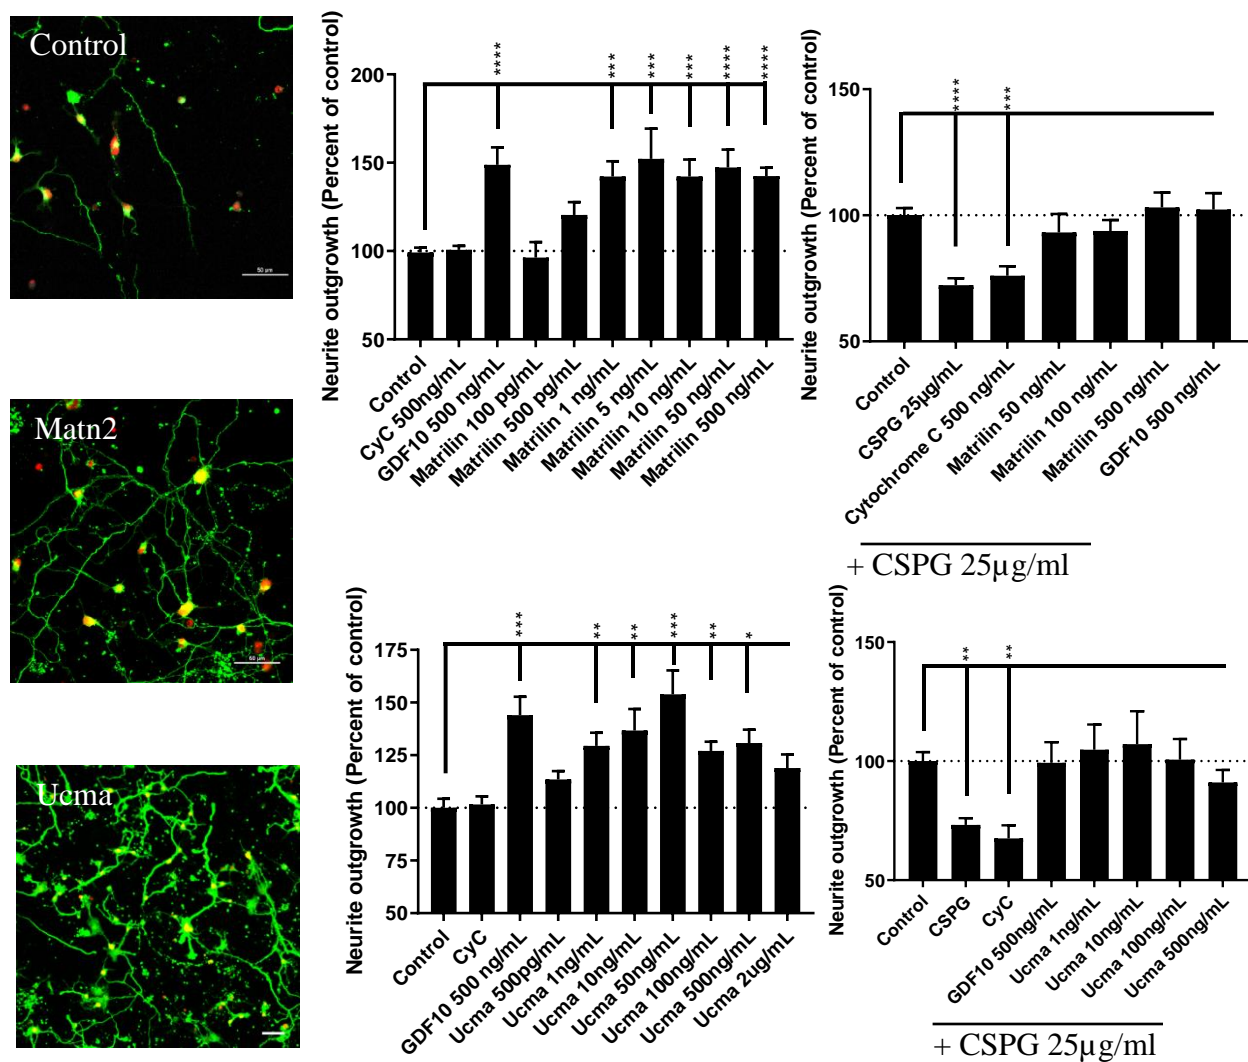 Control
50 µm
Matn2
50 µm
Ucma
Neurite outgrowth (Percent of control)
200
150
100
50
****
***
***
***
****
****
Control
CyC 500ng/mL
GDF10 500 ng/mL
Matrilin 100 pg/mL
Matrilin 500 pg/mL
Matrilin 1 ng/mL
Matrilin 5 ng/mL
Matrilin 10 ng/mL
Matrilin 50 ng/mL
Matrilin 500 ng/mL
Neurite outgrowth (Percent of control)
150
100
50
****
***
Control
CSPG 25µg/mL
Cytochrome C 500 ng/mL
Matrilin 50 ng/mL
Matrilin 100 ng/mL
Matrilin 500 ng/mL
GDF10 500 ng/mL
+ CSPG 25µg/ml
Neurite outgrowth (Percent of control)
175
150
125
100
75
50
***
**
**
***
**
*
Control
CyC
GDF10 500 ng/mL
Ucma 500pg/mL
Ucma 1ng/mL
Ucma 10ng/mL
Ucma 50ng/mL
Ucma 100ng/mL
Ucma 500ng/mL
Ucma 2ug/mL
Neurite outgrowth (Percent of control)
150
100
50
**
**
Control
CSPG
CyC
GDF10 500ng/mL
Ucma 1ng/mL
Ucma 10ng/mL
Ucma 100ng/mL
Ucma 500ng/mL
+ CSPG 25µg/ml